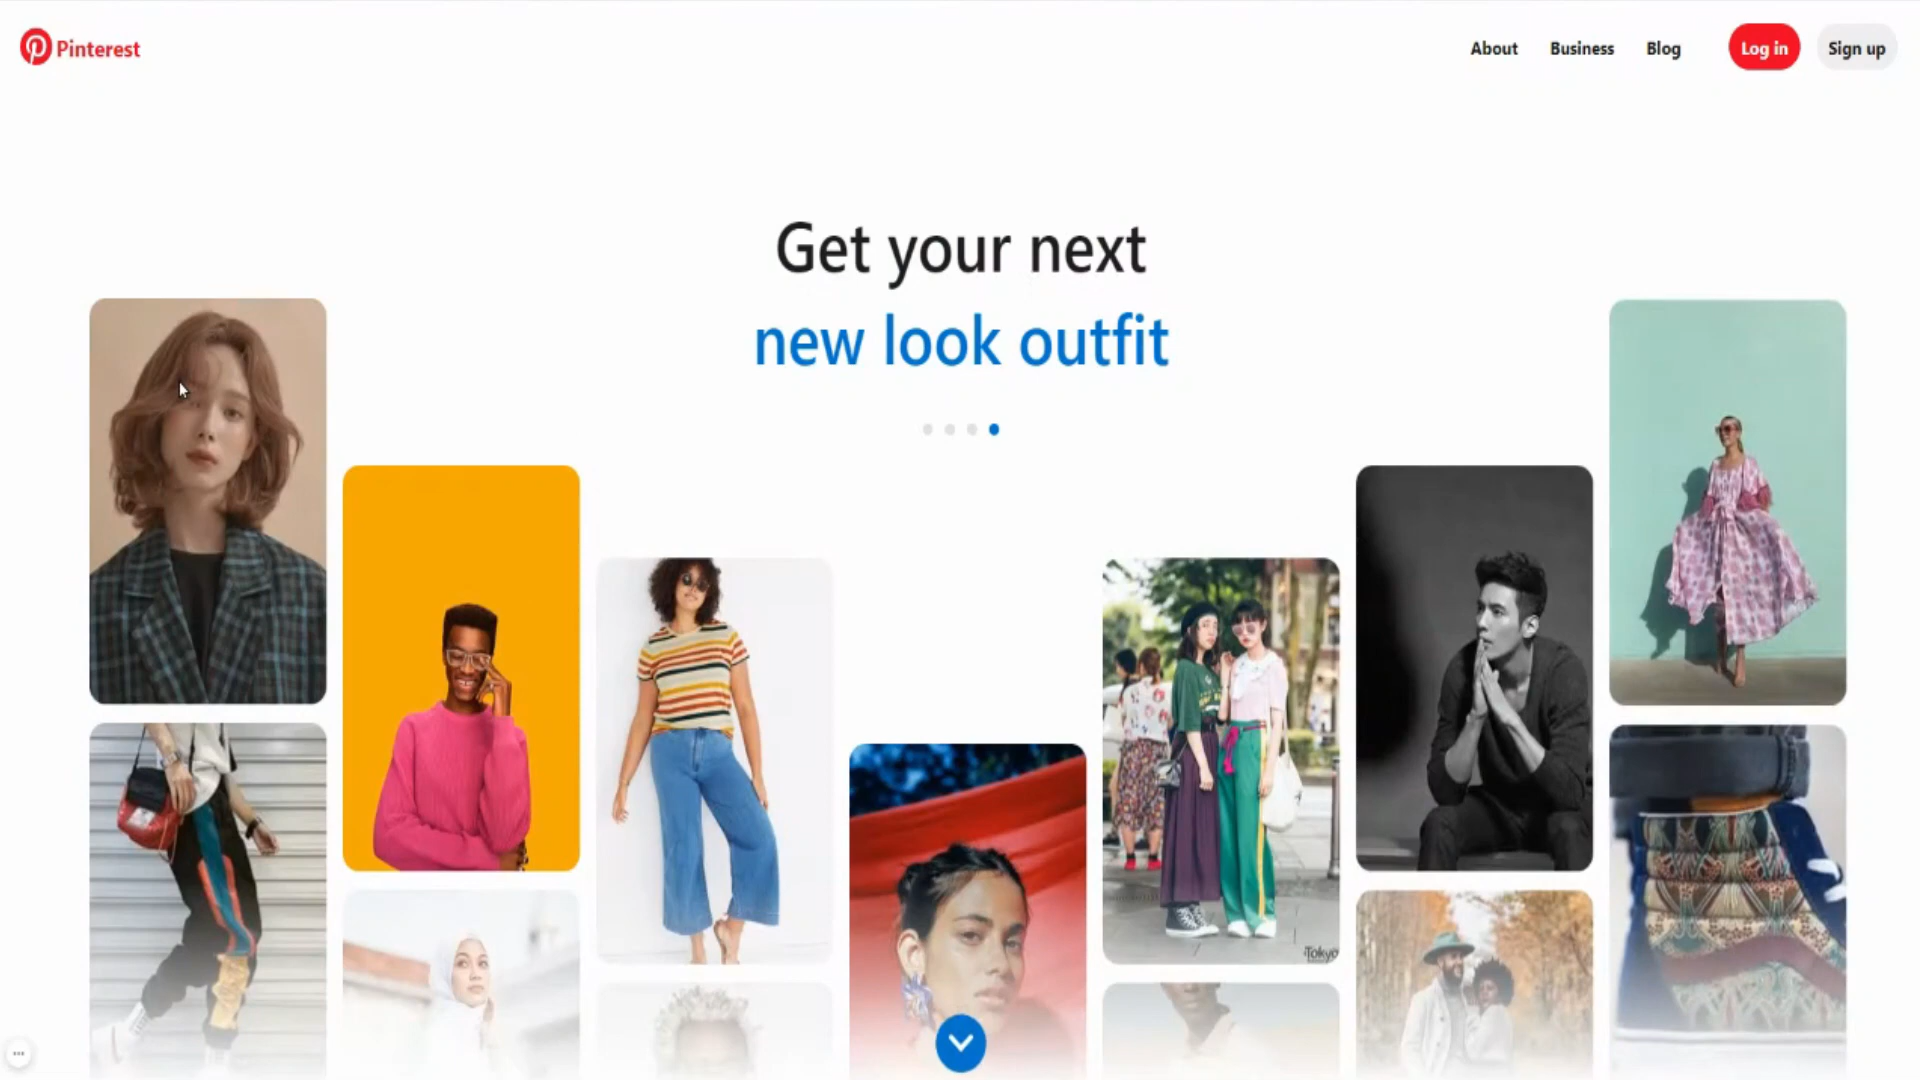 Pinterest
About
Business
Blog
Log in
Sign up
Get your next
new look outfit
Tokyo